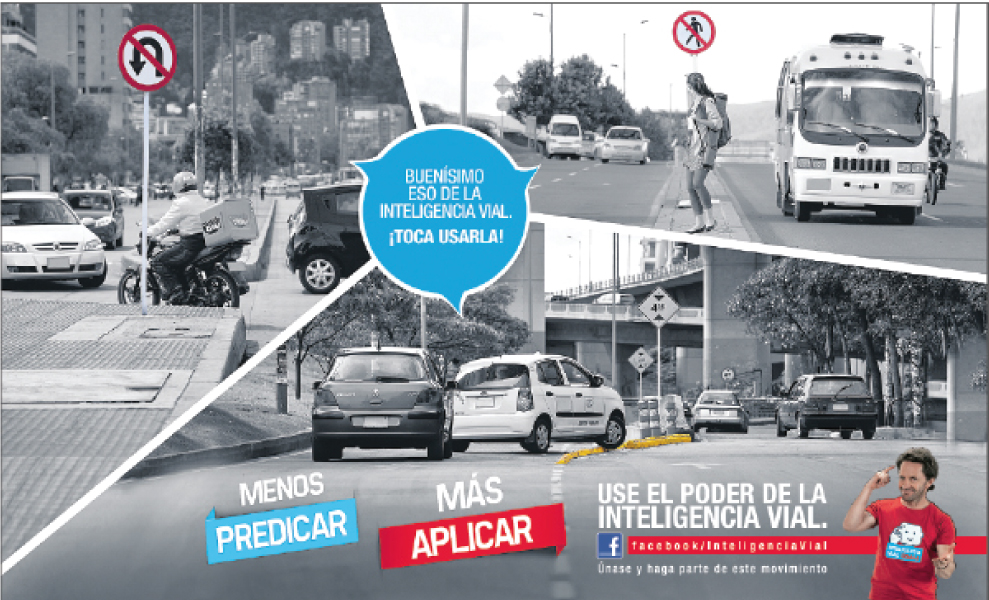 BUENÍSIMO
ESO DE LA
INTELIGENCIA VIAL.
¡TOCA USARLA!
MENOS
PREDICAR
MÁS
APLICAR
USE EL PODER DE LA
INTELIGENCIA VIAL.
f facebook/InteligenciaVial
Únase y haga parte de este movimiento